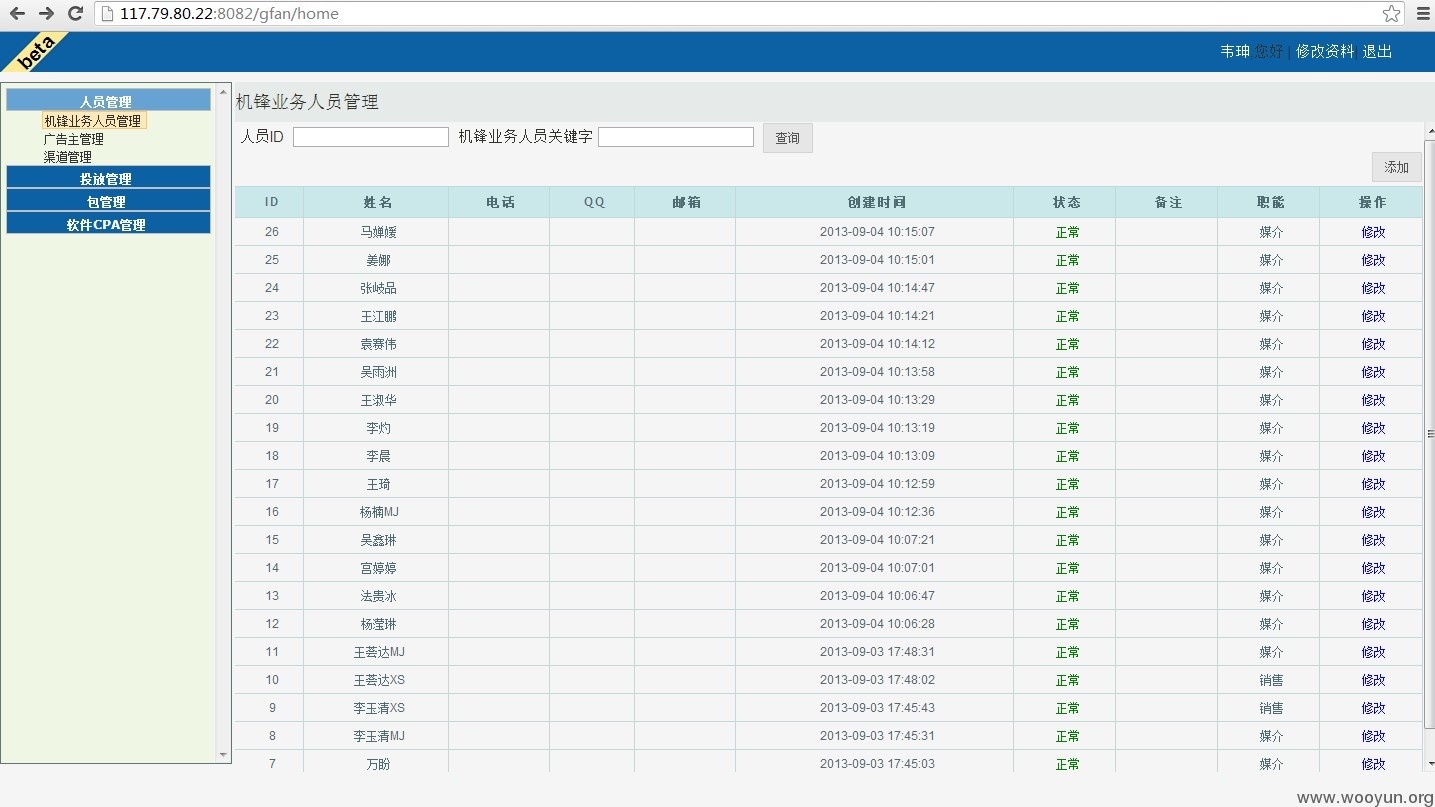 117.79.80.22:8082/gfan/home
beta
韦珅,您好 | 修改资料 退出
人员管理
机锋业务人员管理
广告主管理
渠道管理
投放管理
包管理
软件CPA管理
机锋业务人员管理
人员ID 机锋业务人员关键字 查询
添加
ID 姓名 电话 QQ 邮箱 创建时间 状态 备注 职能 操作
26 马婵媛 2013-09-04 10:15:07 正常 媒介 修改
25 姜娜 2013-09-04 10:15:01 正常 媒介 修改
24 张岐品 2013-09-04 10:14:47 正常 媒介 修改
23 王江鹏 2013-09-04 10:14:21 正常 媒介 修改
22 袁赛伟 2013-09-04 10:14:12 正常 媒介 修改
21 吴雨洲 2013-09-04 10:13:58 正常 媒介 修改
20 王淑华 2013-09-04 10:13:29 正常 媒介 修改
19 李灼 2013-09-04 10:13:19 正常 媒介 修改
18 李晨 2013-09-04 10:13:09 正常 媒介 修改
17 王琦 2013-09-04 10:12:59 正常 媒介 修改
16 杨楠MJ 2013-09-04 10:12:36 正常 媒介 修改
15 吴鑫琳 2013-09-04 10:07:21 正常 媒介 修改
14 宫婷婷 2013-09-04 10:07:01 正常 媒介 修改
13 法贵冰 2013-09-04 10:06:47 正常 媒介 修改
12 杨滢琳 2013-09-04 10:06:28 正常 媒介 修改
11 王荟达MJ 2013-09-03 17:48:31 正常 媒介 修改
10 王荟达XS 2013-09-03 17:48:02 正常 销售 修改
9 李玉清XS 2013-09-03 17:45:43 正常 销售 修改
8 李玉清MJ 2013-09-03 17:45:31 正常 媒介 修改
7 万盼 2013-09-03 17:45:03 正常 媒介 修改
www.wooyun.org